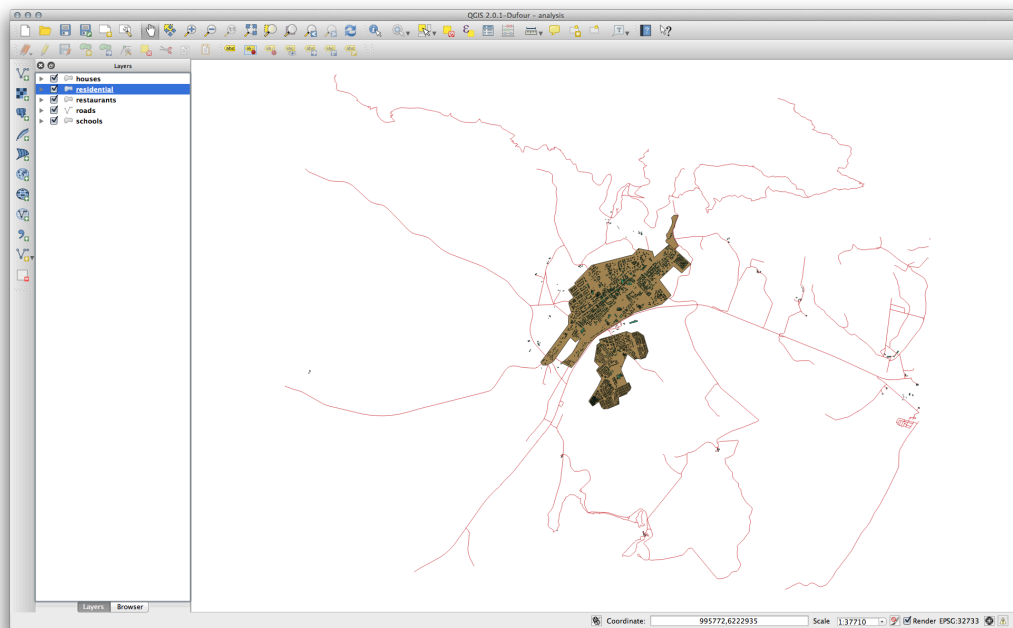 QGIS 2.0.1-Dufour - analysis
Layers
houses
residential
restaurants
roads
schools
Layers Browser
Coordinate: 995772,6222935 Scale 1:37710 Render EPSG:32733